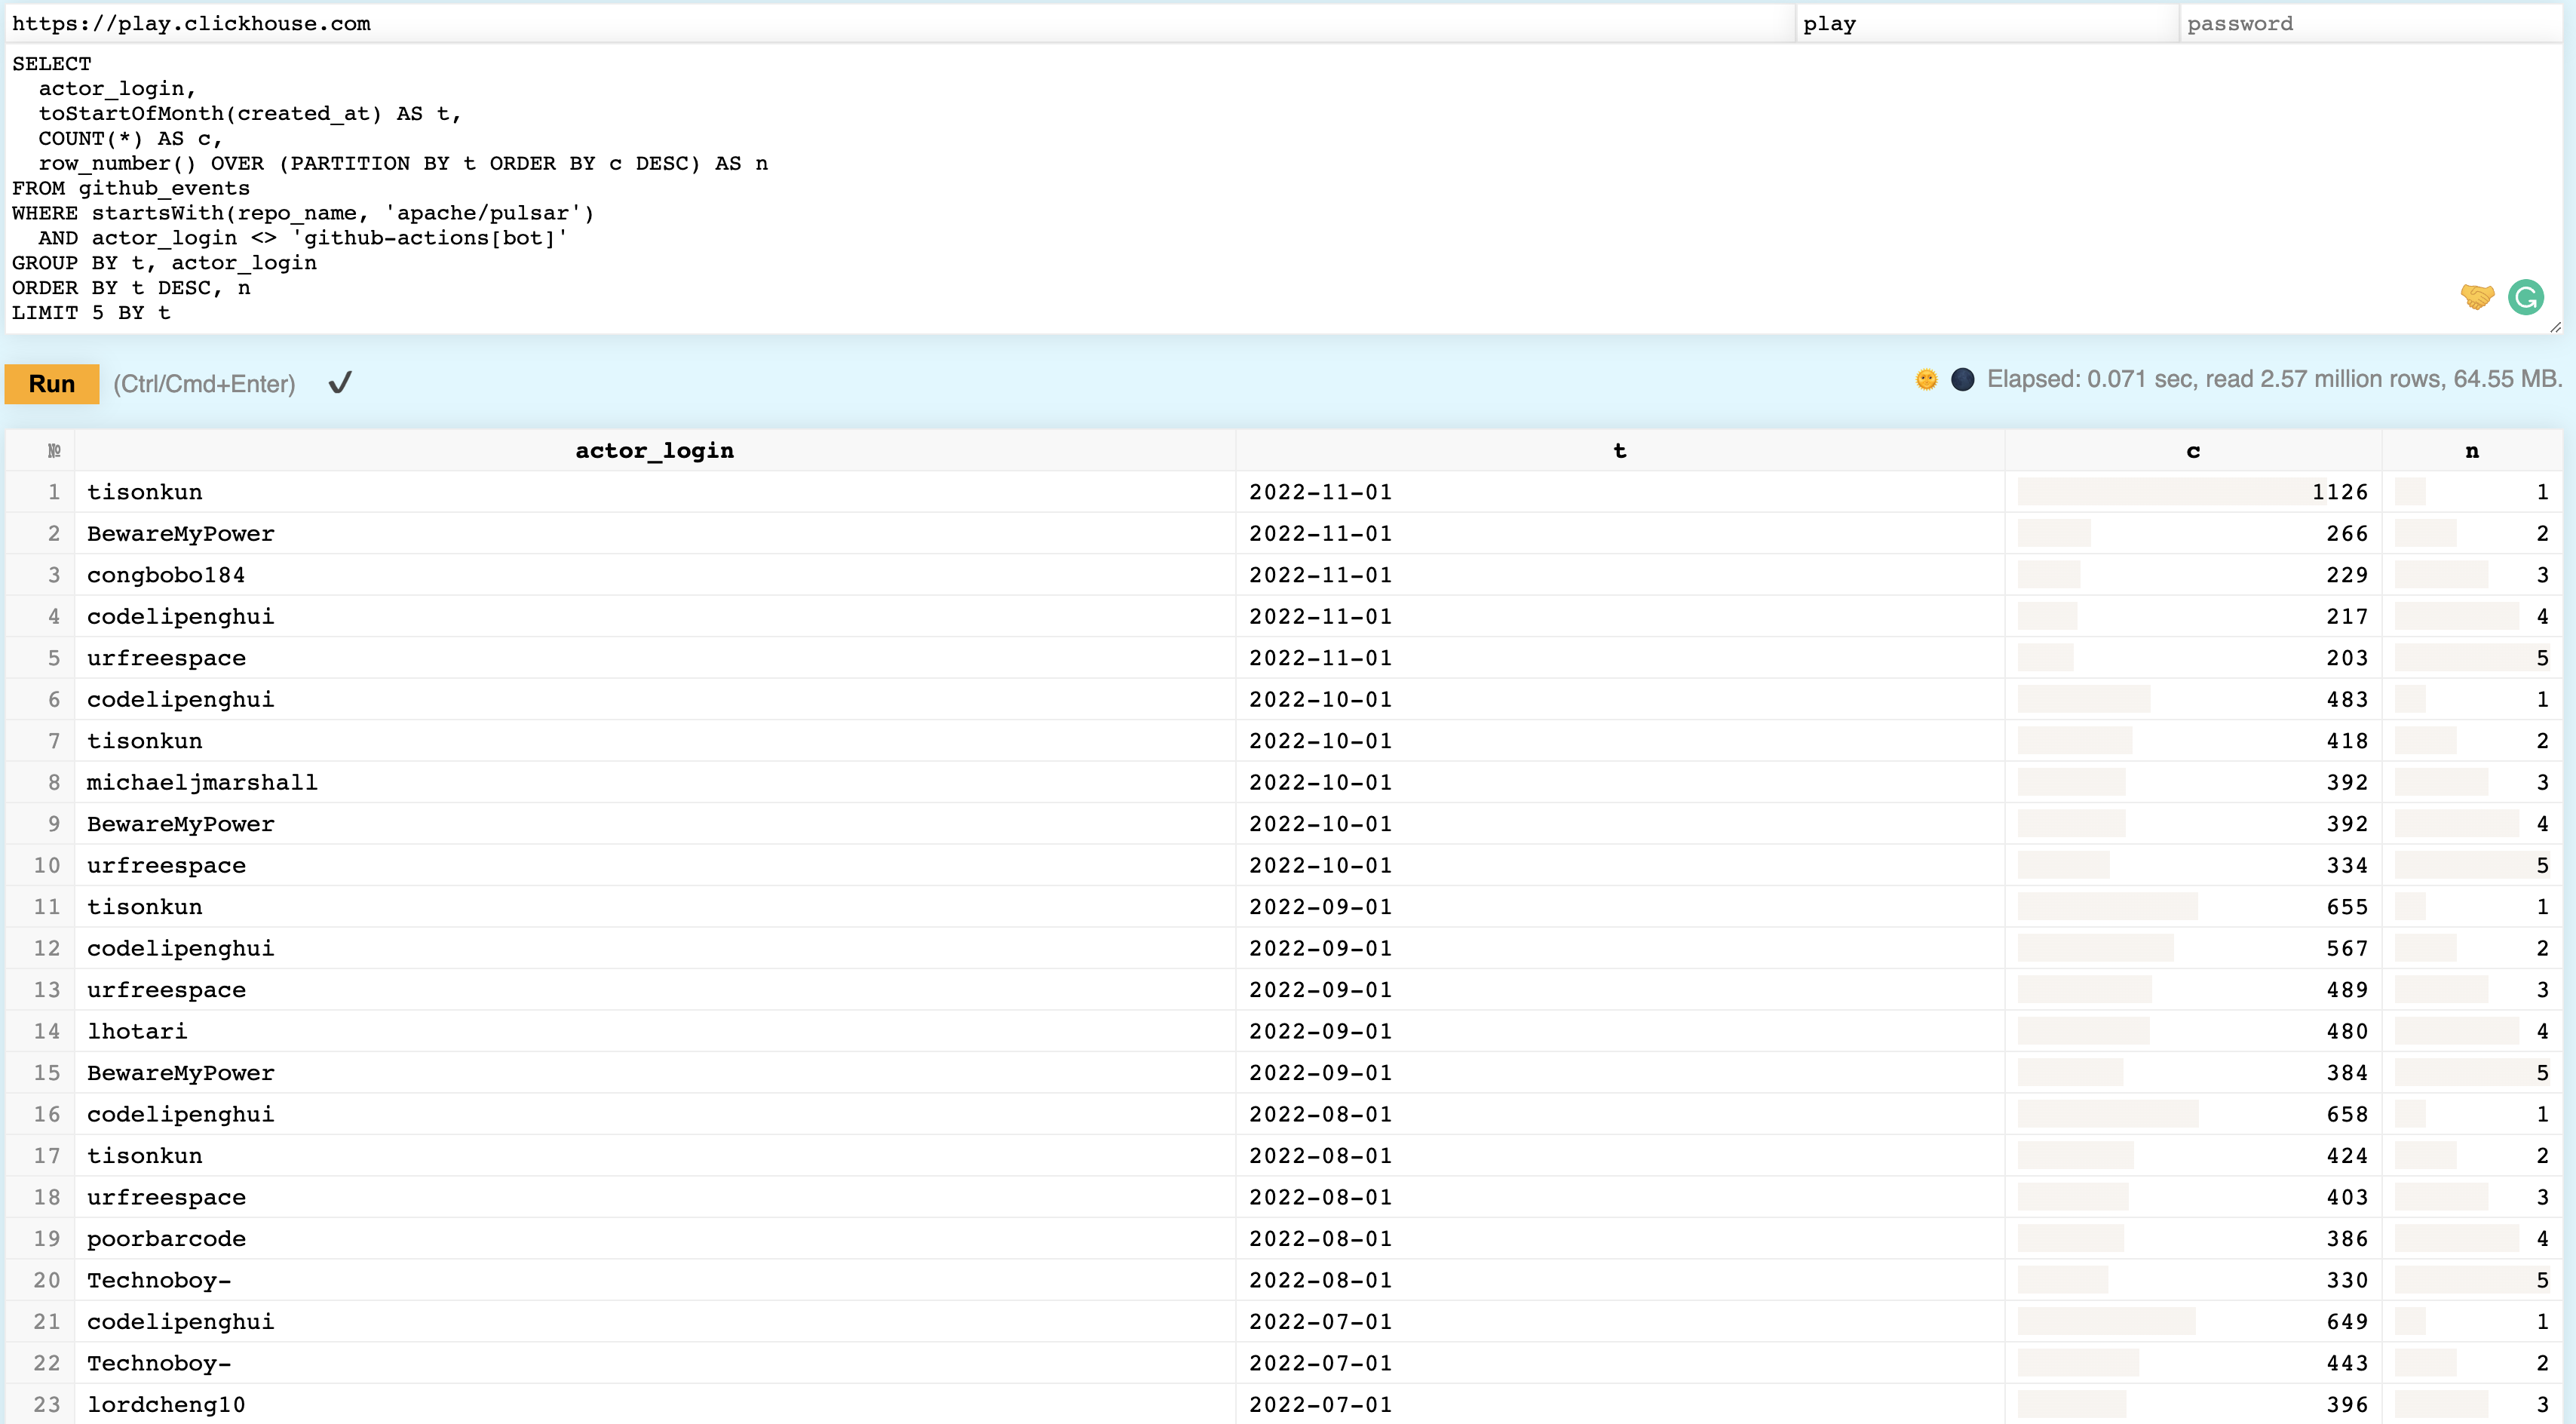 https://play.clickhouse.com play password
SELECT
  actor_login,
  toStartOfMonth(created_at) AS t,
  COUNT(*) AS c,
  row_number() OVER (PARTITION BY t ORDER BY c DESC) AS n
FROM github_events
WHERE startsWith(repo_name, 'apache/pulsar')
  AND actor_login <> 'github-actions[bot]'
GROUP BY t, actor_login
ORDER BY t DESC, n
LIMIT 5 BY t
Run (Ctrl/Cmd+Enter) ✔ Elapsed: 0.071 sec, read 2.57 million rows, 64.55 MB.
№ actor_login t c n
1 tisonkun 2022-11-01 1126 1
2 BewareMyPower 2022-11-01 266 2
3 congbobo184 2022-11-01 229 3
4 codelipenghui 2022-11-01 217 4
5 urfreespace 2022-11-01 203 5
6 codelipenghui 2022-10-01 483 1
7 tisonkun 2022-10-01 418 2
8 michaeljmarshall 2022-10-01 392 3
9 BewareMyPower 2022-10-01 392 4
10 urfreespace 2022-10-01 334 5
11 tisonkun 2022-09-01 655 1
12 codelipenghui 2022-09-01 567 2
13 urfreespace 2022-09-01 489 3
14 lhotari 2022-09-01 480 4
15 BewareMyPower 2022-09-01 384 5
16 codelipenghui 2022-08-01 658 1
17 tisonkun 2022-08-01 424 2
18 urfreespace 2022-08-01 403 3
19 poorbarcode 2022-08-01 386 4
20 Technoboy- 2022-08-01 330 5
21 codelipenghui 2022-07-01 649 1
22 Technoboy- 2022-07-01 443 2
23 lordcheng10 2022-07-01 396 3